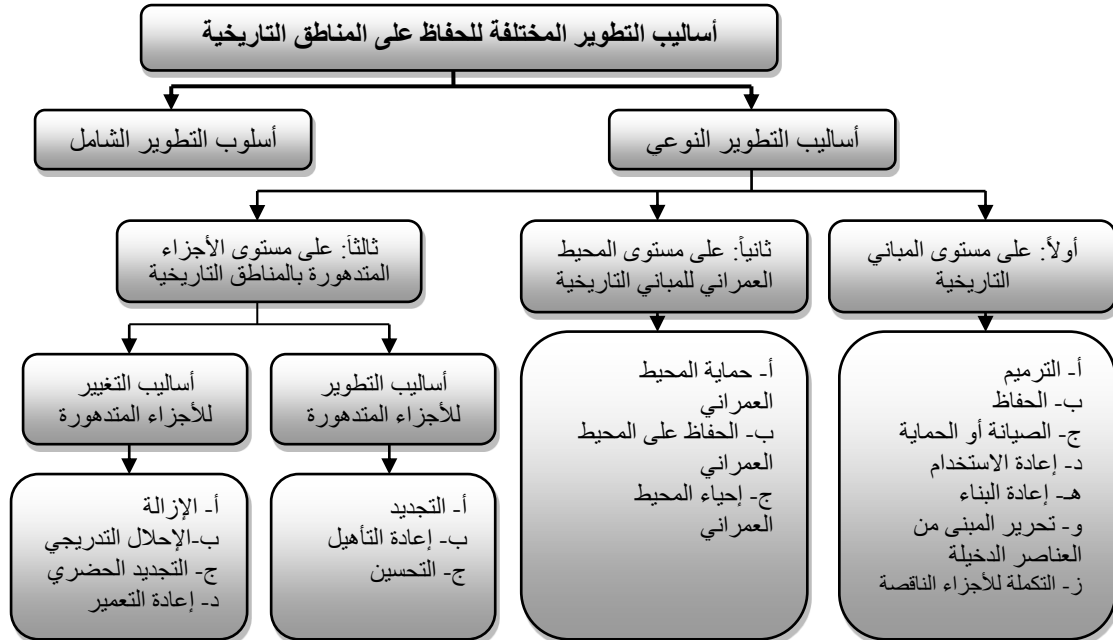 أساليب التطوير المختلفة للحفاظ على المناطق التاريخية
أساليب التطوير النوعي
أسلوب التطوير الشامل
أولاً: على مستوى المباني
التاريخية
ثانياً: على مستوى المحيط
العمراني للمباني التاريخية
ثالثاً: على مستوى الأجزاء
المتدهورة بالمناطق التاريخية
أ- الترميم
ب- الحفاظ
ج- الصيانة أو الحماية
د- إعادة الاستخدام
هـ- إعادة البناء
و- تحرير المبنى من
العناصر الدخيلة
ز- التكملة للأجزاء الناقصة
أ- حماية المحيط
العمراني
ب- الحفاظ على المحيط
العمراني
ج- إحياء المحيط
العمراني
أساليب التطوير
للأجزاء المتدهورة
أساليب التغيير
للأجزاء المتدهورة
أ- التجديد
ب- إعادة التأهيل
ج- التحسين
أ- الإزالة
ب-الإحلال التدريجي
ج- التجديد الحضري
د- إعادة التعمير